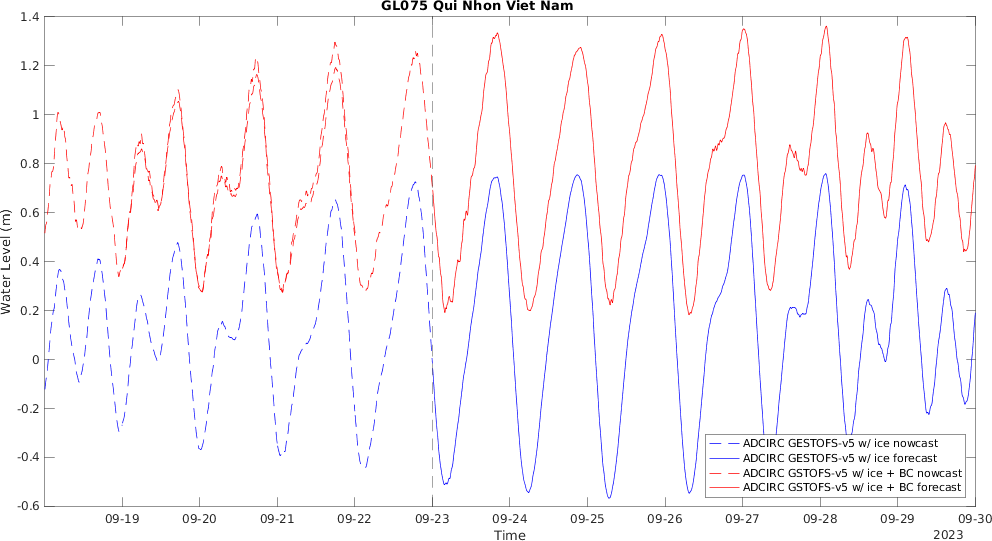 GL075 Qui Nhon Viet Nam
1.4
1.2
1
0.8
0.6
0.4
0.2
0
-0.2
-0.4
-0.6
Water Level (m)
ADCIRC GESTOFS-v5 w/ ice nowcast
ADCIRC GESTOFS-v5 w/ ice forecast
ADCIRC GSTOFS-v5 w/ ice + BC nowcast
ADCIRC GSTOFS-v5 w/ ice + BC forecast
09-19 09-20 09-21 09-22 09-23 09-24 09-25 09-26 09-27 09-28 09-29 09-30
Time
2023